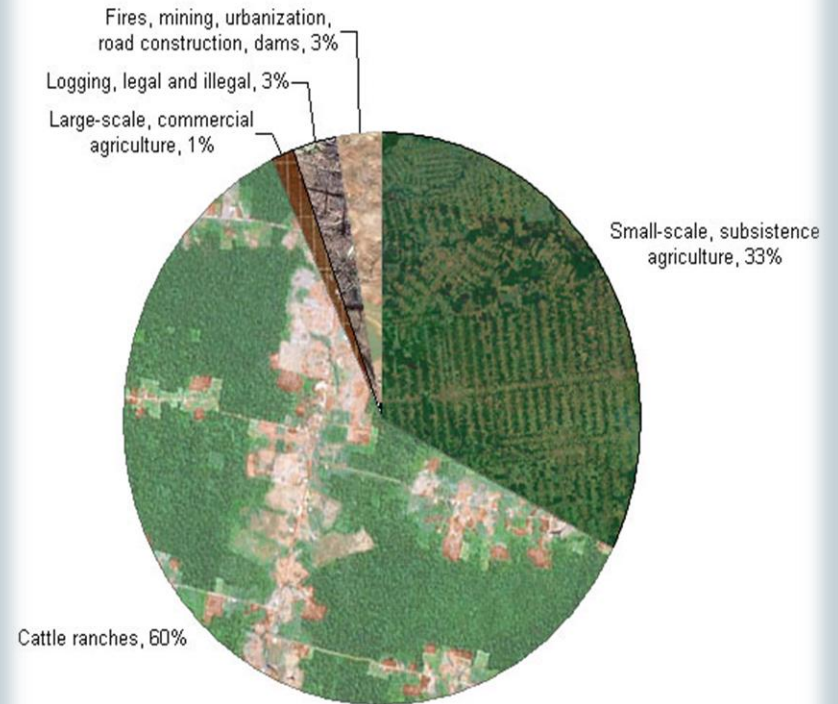 Fires, mining, urbanization,
road construction, dams, 3%
Logging, legal and illegal, 3%
Large-scale, commercial
agriculture, 1%
Small-scale, subsistence
agriculture, 33%
Cattle ranches, 60%